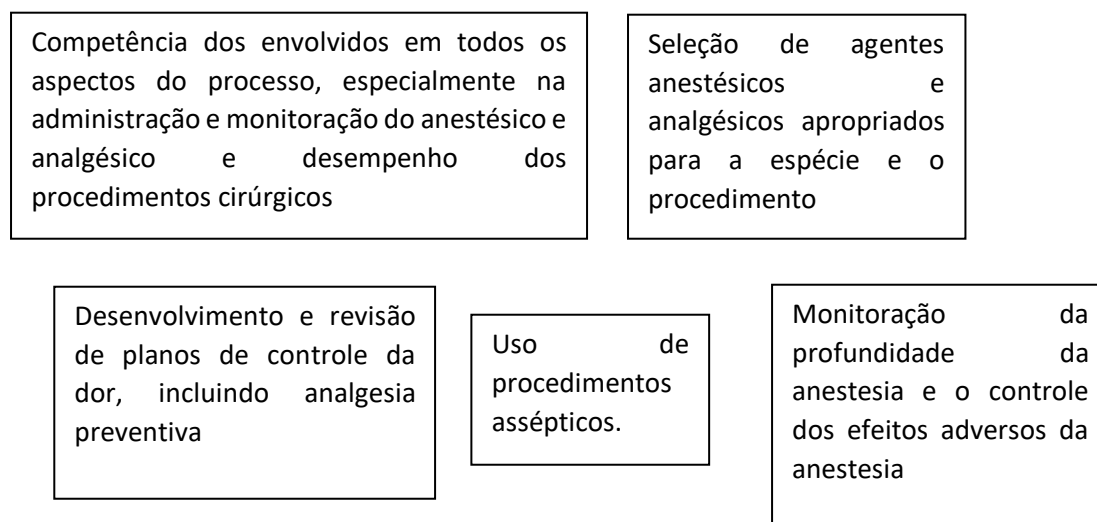 Competência dos envolvidos em todos os
aspectos do processo, especialmente na
administração e monitoração do anestésico e
analgésico e desempenho dos
procedimentos cirúrgicos
Seleção de agentes
anestésicos e
analgésicos apropriados
para a espécie e o
procedimento
Desenvolvimento e revisão
de planos de controle da
dor, incluindo analgesia
preventiva
Uso de
procedimentos
assépticos.
Monitoração da
profundidade da
anestesia e o controle
dos efeitos adversos da
anestesia